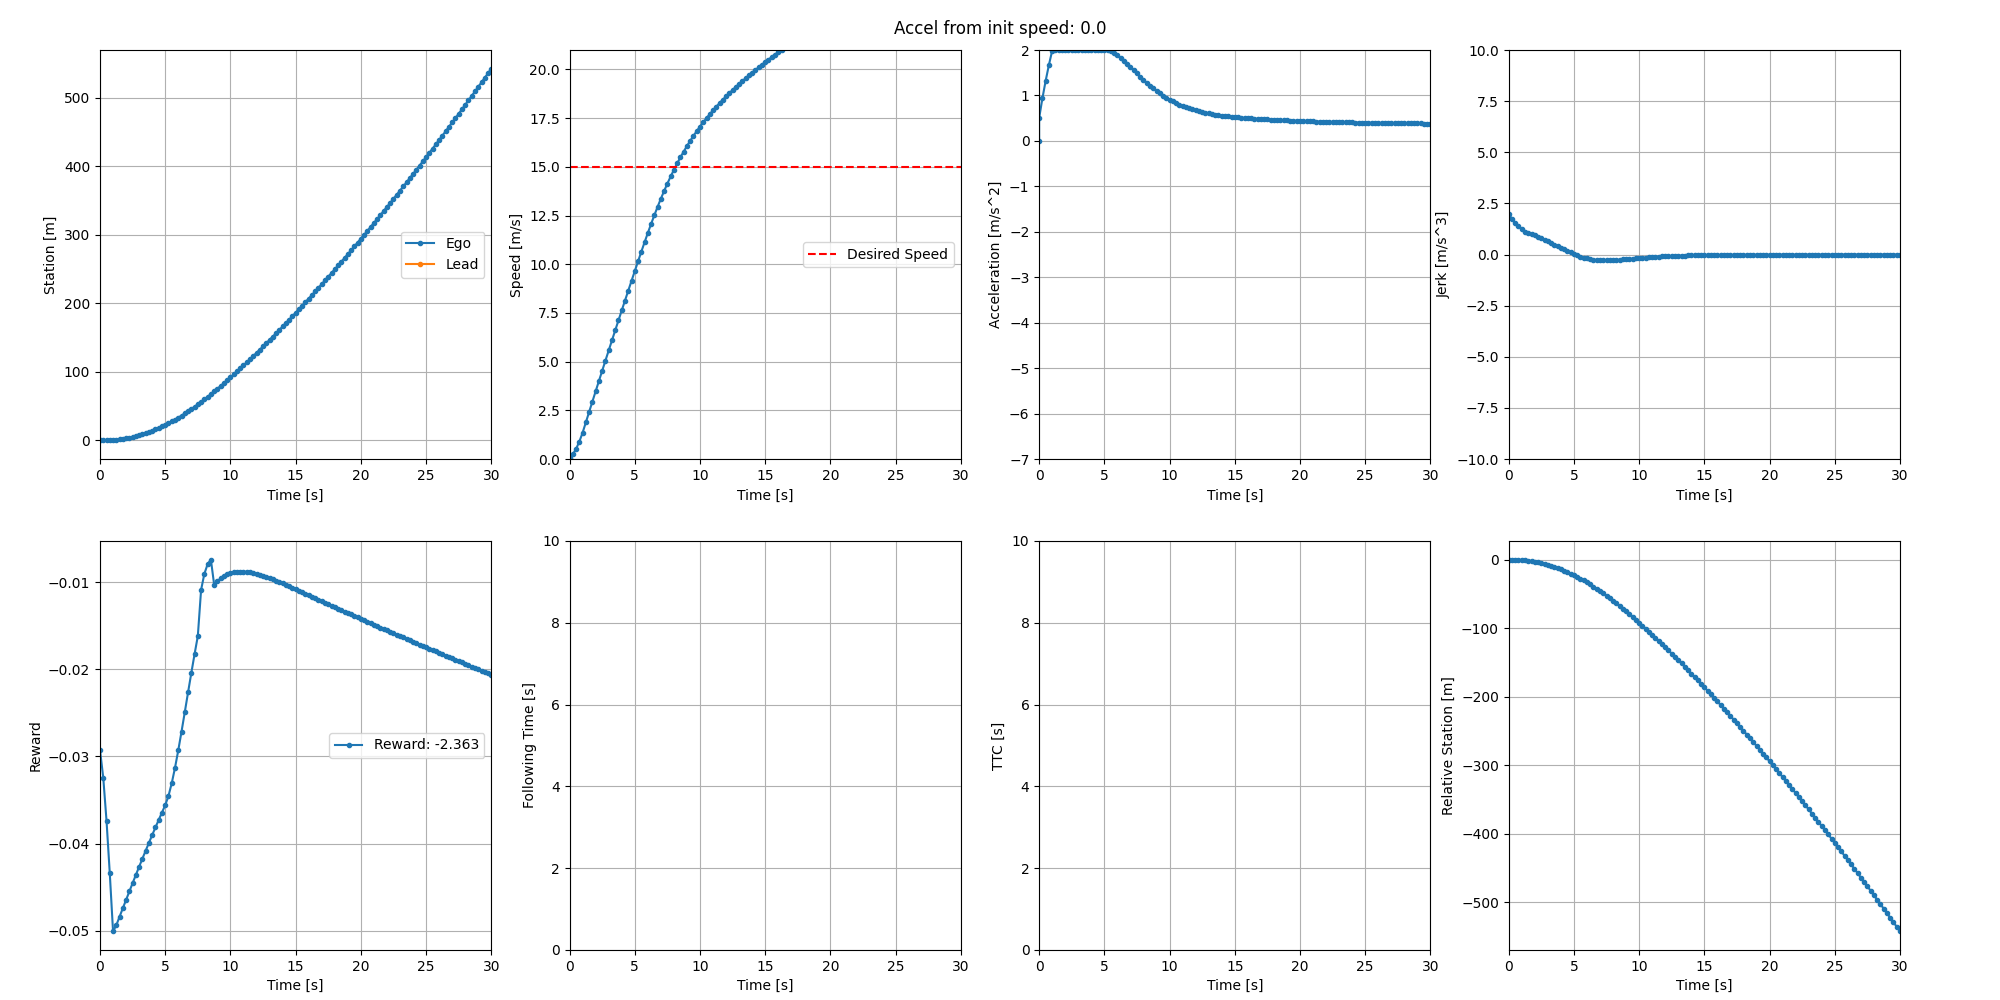 Accel from init speed: 0.0
Station [m]
500
400
300
200
100
0
Ego
Lead
0 5 10 15 20 25 30
Time [s]
Speed [m/s]
20.0
17.5
15.0
12.5
10.0
7.5
5.0
2.5
0.0
Desired Speed
0 5 10 15 20 25 30
Time [s]
Acceleration [m/s^2]
2
1
0
−1
−2
−3
−4
−5
−6
−7
0 5 10 15 20 25 30
Time [s]
Jerk [m/s^3]
10.0
7.5
5.0
2.5
0.0
−2.5
−5.0
−7.5
−10.0
0 5 10 15 20 25 30
Time [s]
Reward
−0.01
−0.02
−0.03
−0.04
−0.05
Reward: -2.363
0 5 10 15 20 25 30
Time [s]
Following Time [s]
10
8
6
4
2
0
0 5 10 15 20 25 30
Time [s]
TTC [s]
10
8
6
4
2
0
0 5 10 15 20 25 30
Time [s]
Relative Station [m]
0
−100
−200
−300
−400
−500
0 5 10 15 20 25 30
Time [s]